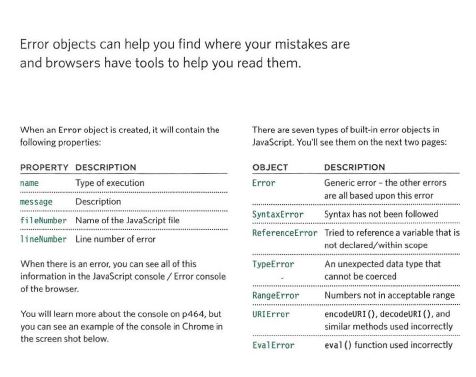 Error objects can help you find where your mistakes are
and browsers have tools to help you read them.
When an Error object is created, it will contain the
following properties:
PROPERTY DESCRIPTION
name Type of execution
message Description
fileNumber Name of the JavaScript file
lineNumber Line number of error
When there is an error, you can see all of this
information in the JavaScript console / Error console
of the browser.
You will learn more about the console on p464, but
you can see an example of the console in Chrome in
the screen shot below.
There are seven types of built-in error objects in
JavaScript. You'll see them on the next two pages:
OBJECT DESCRIPTION
Error Generic error – the other errors
are all based upon this error
SyntaxError Syntax has not been followed
ReferenceError Tried to reference a variable that is
not declared/within scope
TypeError An unexpected data type that
cannot be coerced
RangeError Numbers not in acceptable range
URIError encodeURI(), decodeURI(), and
similar methods used incorrectly
EvalError eval() function used incorrectly